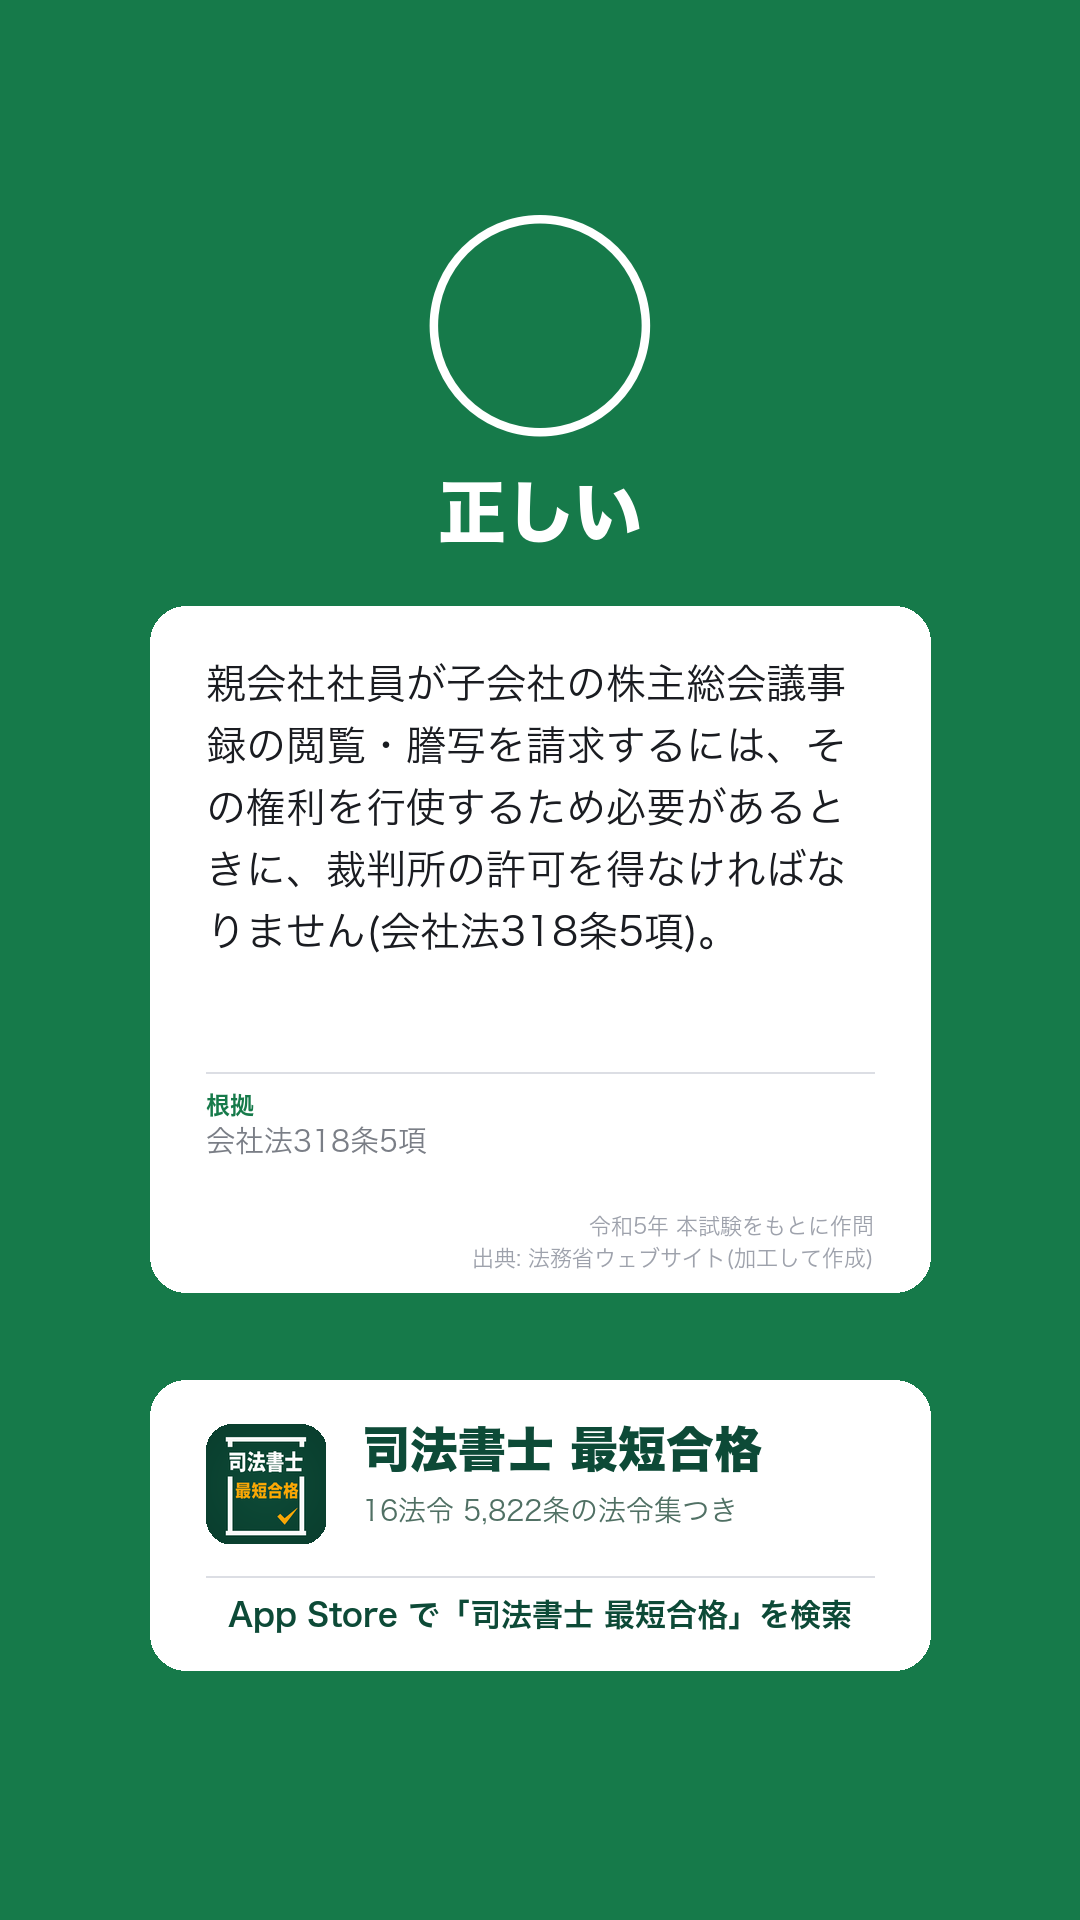 正しい
親会社社員が子会社の株主総会議事
録の閲覧・謄写を請求するには、そ
の権利を行使するため必要があると
きに、裁判所の許可を得なければな
りません(会社法318条5項)。
根拠
会社法318条5項
令和5年 本試験をもとに作問
出典: 法務省ウェブサイト(加工して作成)
司法書士
最短合格
司法書士 最短合格
16法令 5,822条の法令集つき
App Store で「司法書士 最短合格」を検索